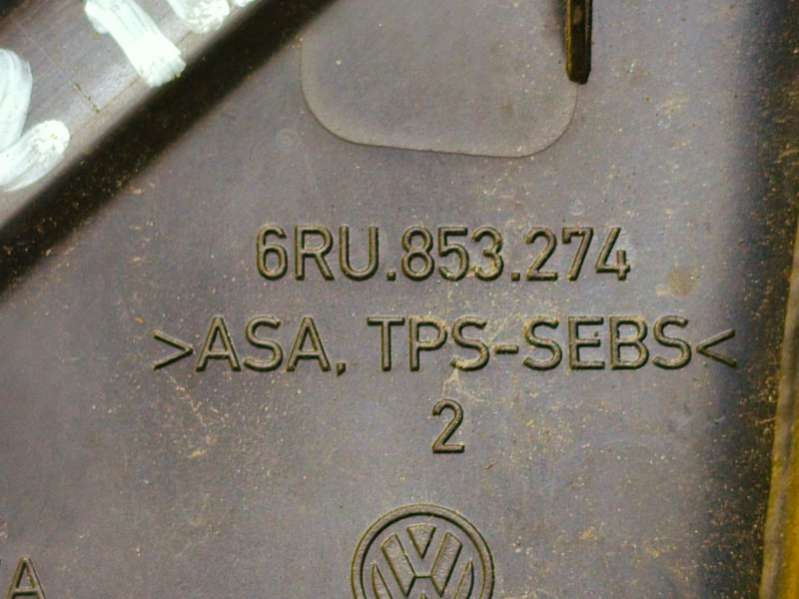 6RU.853.274
>ASA, TPS-SEBS<
2